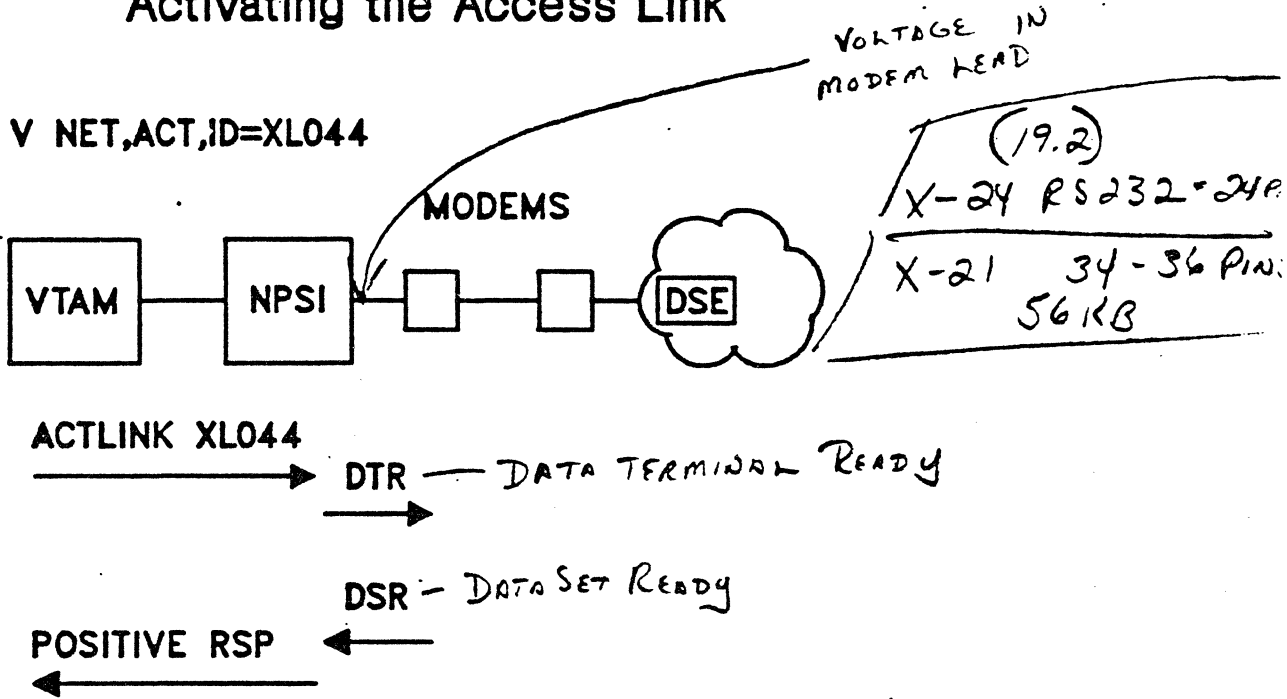 Activating the Access Link
VOLTAGE IN
MODEM LEAD
V NET,ACT,ID=XL044
(19.2)
MODEMS
X-24 RS232 - 24P
X-21 34-36 PINS
56KB
VTAM
NPSI
DSE
ACTLINK XL044
DTR — DATA TERMINAL READY
DSR - DATA SET READY
POSITIVE RSP